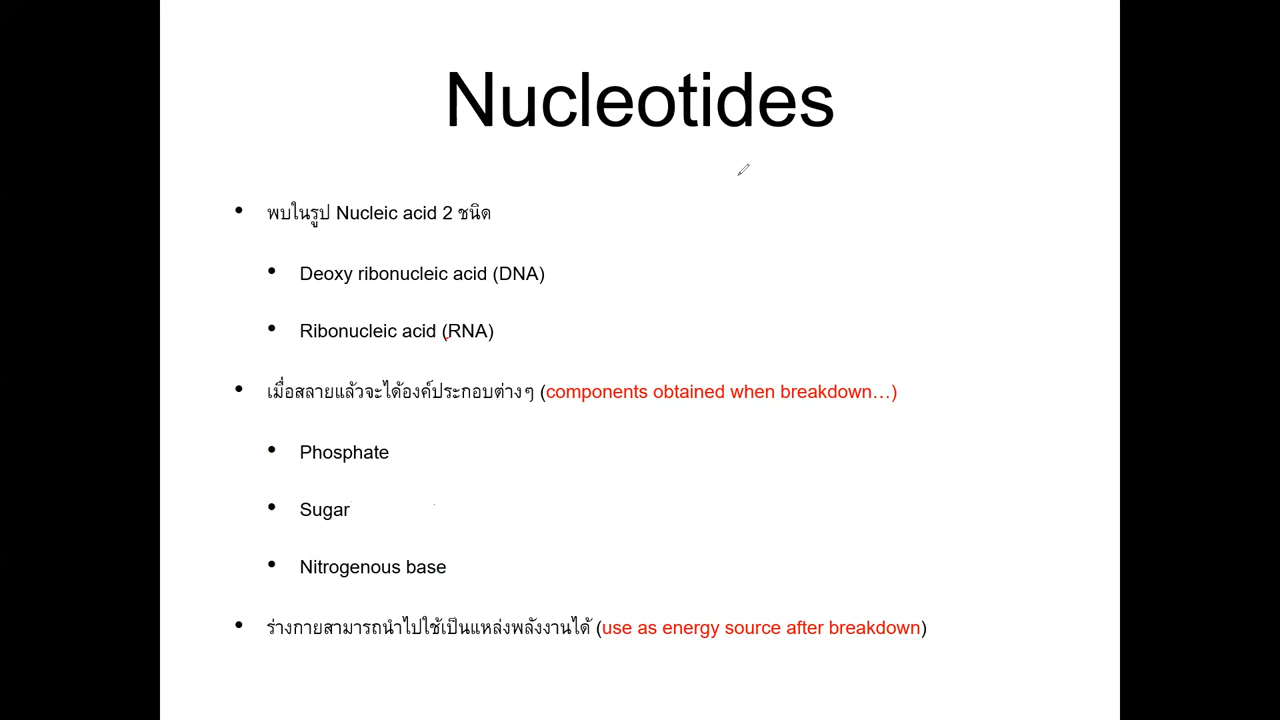 Nucleotides
พบในรูป Nucleic acid 2 ชนิด
Deoxy ribonucleic acid (DNA)
Ribonucleic acid (RNA)
เมื่อสลายแล้วจะได้องค์ประกอบต่างๆ (components obtained when breakdown…)
Phosphate
Sugar
Nitrogenous base
ร่างกายสามารถนำไปใช้เป็นแหล่งพลังงานได้ (use as energy source after breakdown)